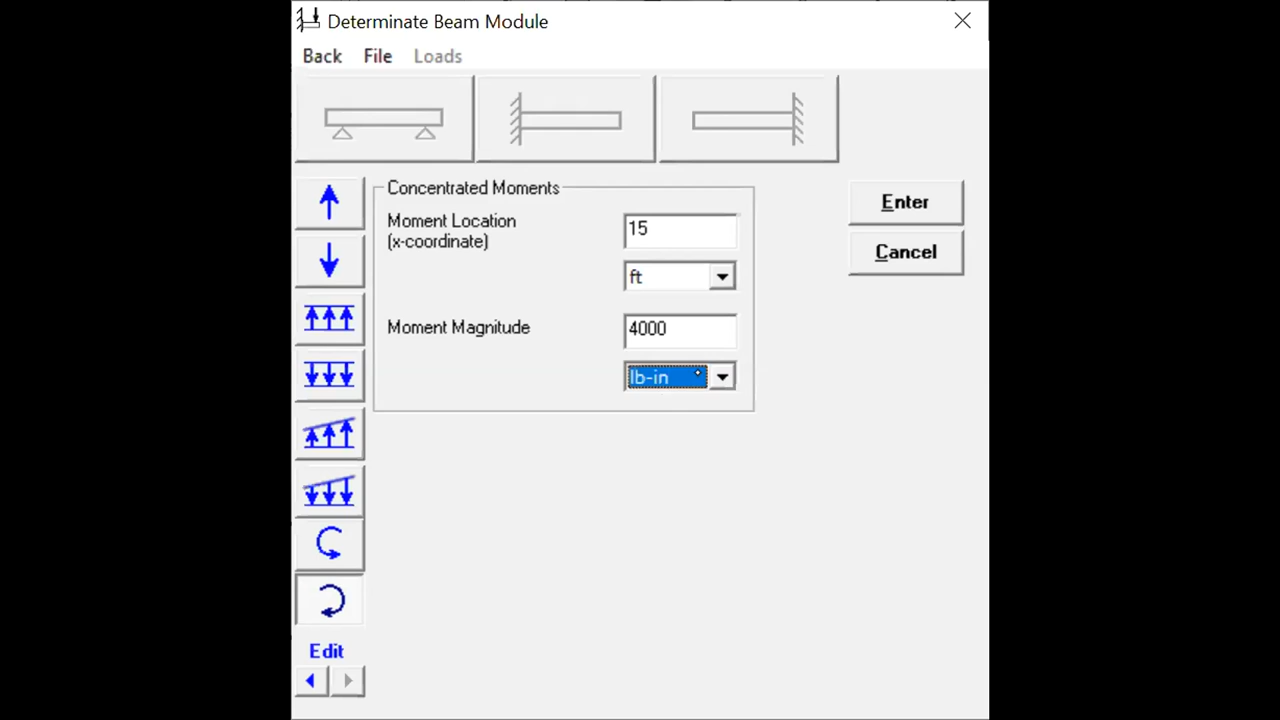 Determinate Beam Module
Back File Loads
Concentrated Moments
Moment Location
(x-coordinate)
15
ft
Moment Magnitude
4000
lb-in
Enter
Cancel
Edit